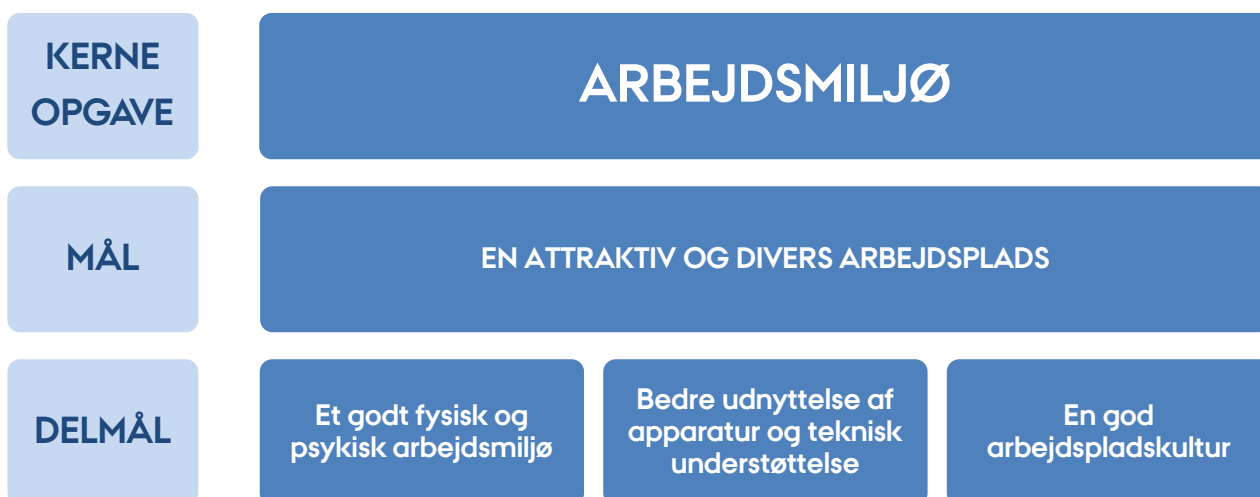 KERNE
OPGAVE
ARBEJDSMILJØ
MÅL
EN ATTRAKTIV OG DIVERS ARBEJDSPLADS
DELMÅL
Et godt fysisk og
psykisk arbejdsmiljø
Bedre udnyttelse af
apparatur og teknisk
understøttelse
En god
arbejdspladskultur